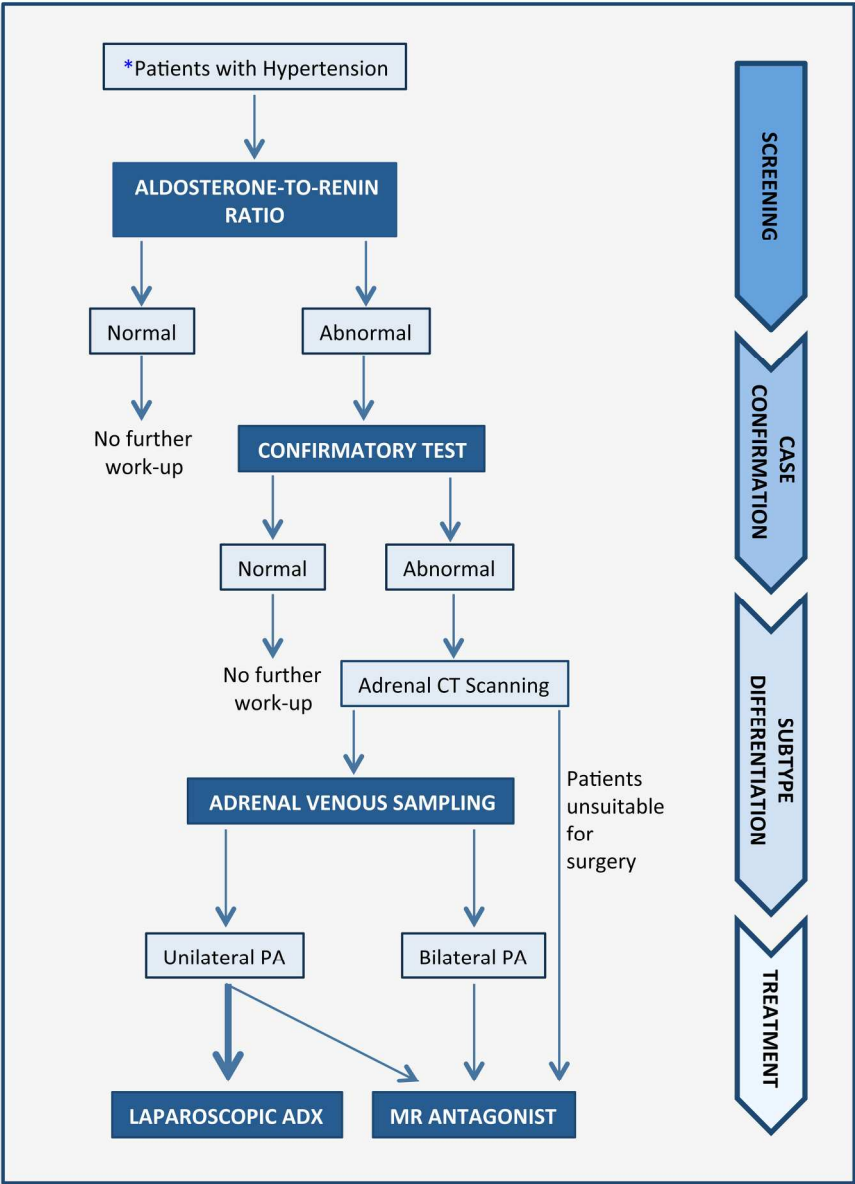 *Patients with Hypertension
ALDOSTERONE-TO-RENIN
RATIO
Normal
Abnormal
No further
work-up
CONFIRMATORY TEST
Normal
Abnormal
No further
work-up
Adrenal CT Scanning
ADRENAL VENOUS SAMPLING
Patients
unsuitable
for
surgery
Unilateral PA
Bilateral PA
LAPAROSCOPIC ADX
MR ANTAGONIST
SCREENING
CASE
CONFIRMATION
SUBTYPE
DIFFERENTIATION
TREATMENT